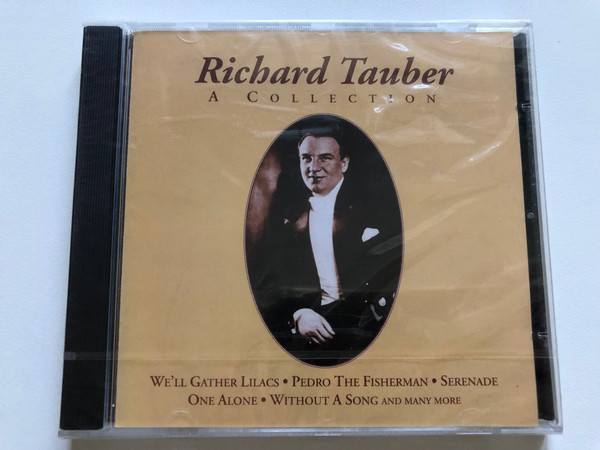 Richard Tauber
A COLLECTION
WE'LL GATHER LILACS • PEDRO THE FISHERMAN • SERENADE
ONE ALONE • WITHOUT A SONG AND MANY MORE